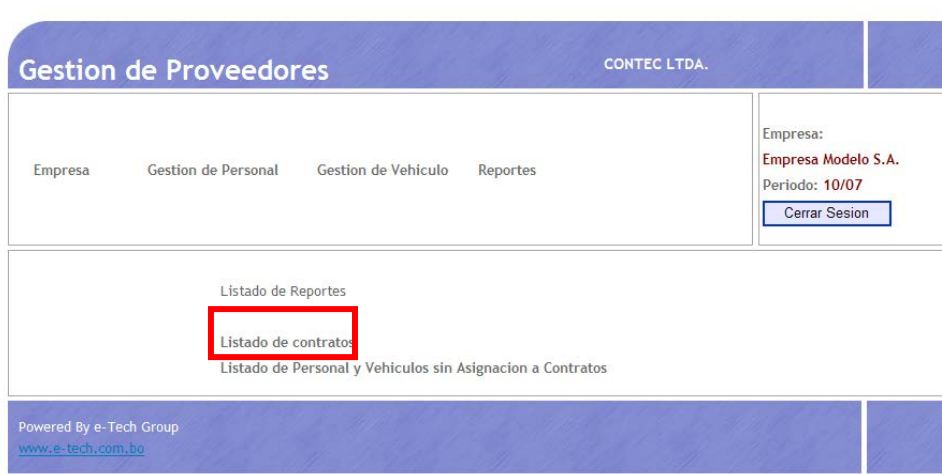 Gestion de Proveedores
CONTEC LTDA.
Empresa
Gestion de Personal
Gestion de Vehiculo
Reportes
Empresa:
Empresa Modelo S.A.
Periodo: 10/07
Cerrar Sesion
Listado de Reportes
Listado de contratos
Listado de Personal y Vehiculos sin Asignacion a Contratos
Powered By e-Tech Group
www.e-tech.com.bo